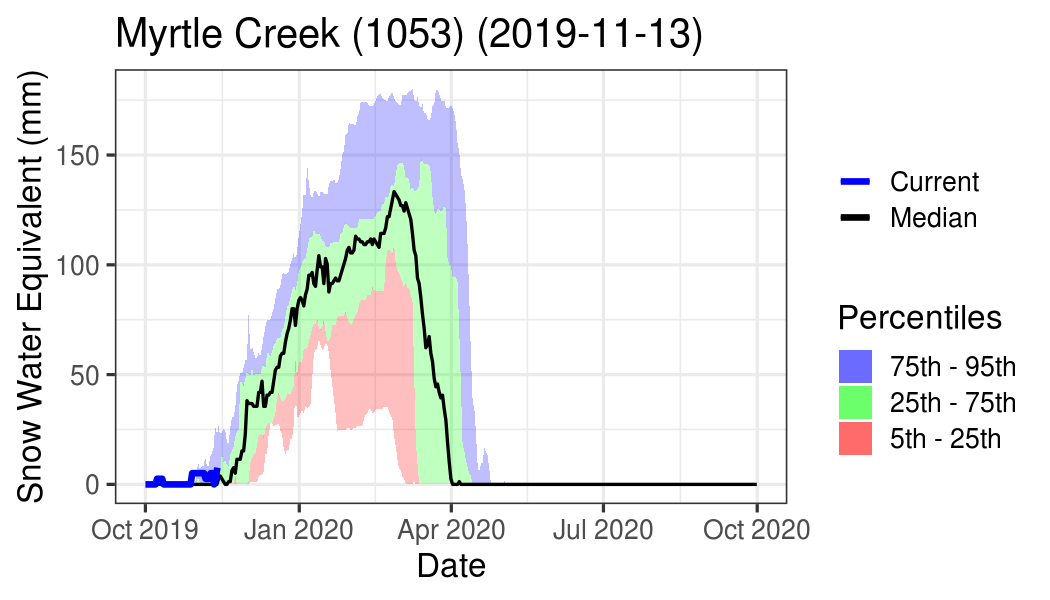 Myrtle Creek (1053) (2019-11-13)
Snow Water Equivalent (mm)
150
100
50
0
Oct 2019
Jan 2020
Apr 2020
Jul 2020
Oct 2020
Date
Current
Median
Percentiles
75th - 95th
25th - 75th
5th - 25th